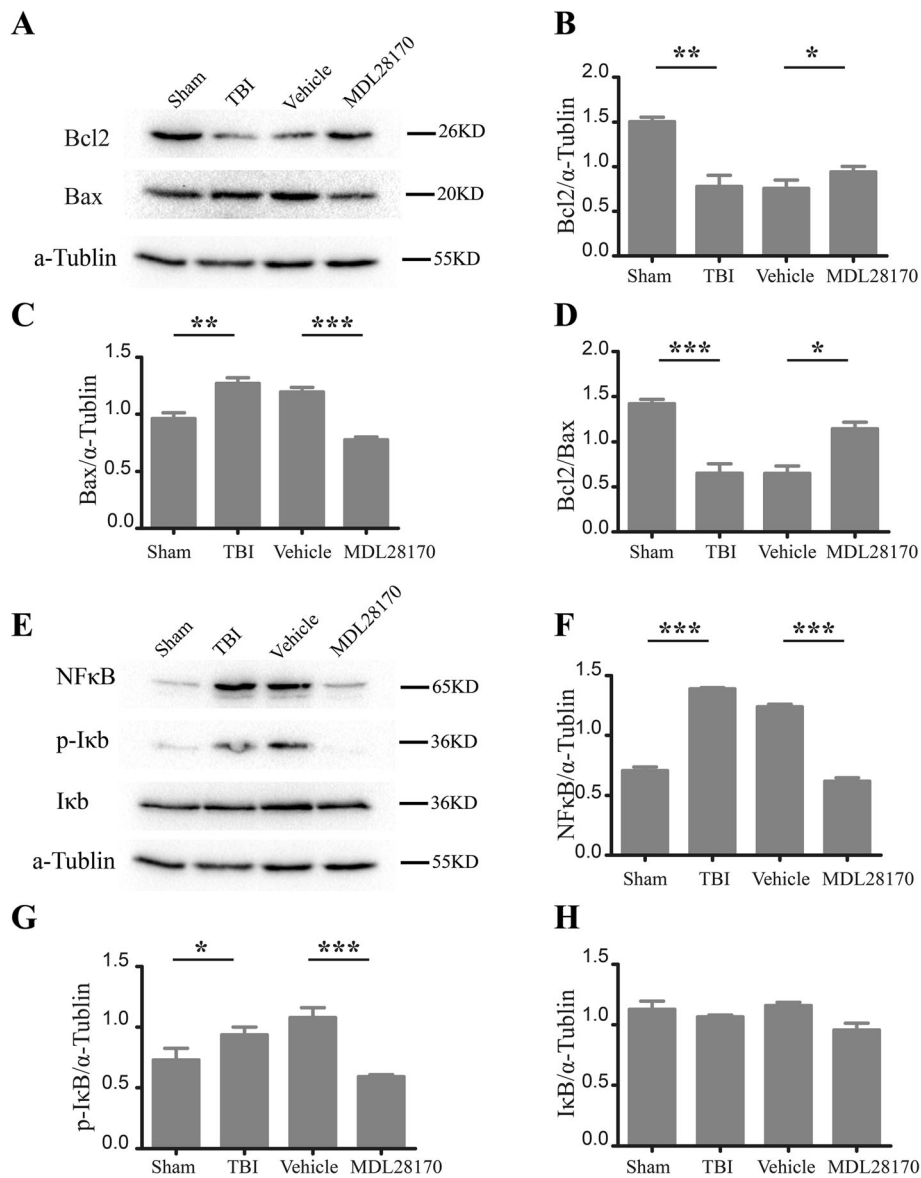 A
Sham TBI Vehicle MDL28170
Bcl2 26KD
Bax 20KD
a-Tublin 55KD
B
** *
Bcl2/α-Tublin
2.0
1.5
1.0
0.5
0.0
Sham TBI Vehicle MDL28170
C
** ***
Bax/α-Tublin
1.5
1.0
0.5
0.0
Sham TBI Vehicle MDL28170
D
*** *
Bcl2/Bax
2.0
1.5
1.0
0.5
0.0
Sham TBI Vehicle MDL28170
E
Sham TBI Vehicle MDL28170
NFκB 65KD
p-Iκb 36KD
Iκb 36KD
a-Tublin 55KD
F
*** ***
NFκB/α-Tublin
1.5
1.0
0.5
0.0
Sham TBI Vehicle MDL28170
G
* ***
p-IκB/α-Tublin
1.5
1.0
0.5
0.0
Sham TBI Vehicle MDL28170
H
IκB/α-Tublin
1.5
1.0
0.5
0.0
Sham TBI Vehicle MDL28170